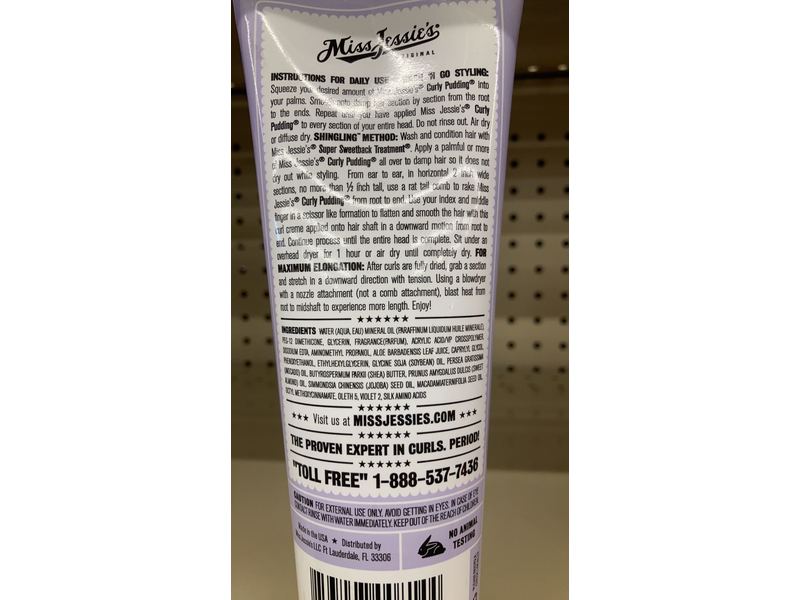 Miss Jessie's
ORIGINAL
INSTRUCTIONS FOR DAILY USE GO STYLING:
Squeeze your desired amount of Miss Jessie's® Curly Pudding® into
your palms. Smooth onto damp hair section by section from the root
to the ends. Repeat until you have applied Miss Jessie's® Curly
Pudding® to every section of your entire head. Do not rinse out. Air dry
or diffuse dry. SHINGLING™ METHOD: Wash and condition hair with
Miss Jessie's® Super Sweetback Treatment®. Apply a palmful or more
of Miss Jessie's® Curly Pudding® all over to damp hair so it does not
dry out while styling. From ear to ear, in horizontal 2 inch wide
sections, no more than ½ inch tall, use a rat tail comb to rake Miss
Jessie's® Curly Pudding® from root to end. Use your index and middle
finger in a scissor like formation to flatten and smooth the hair with this
curl creme applied onto hair shaft in a downward motion from root to
end. Continue process until the entire head is complete. Sit under an
overhead dryer for 1 hour or air dry until completely dry. FOR
MAXIMUM ELONGATION: After curls are fully dried, grab a section
and stretch in a downward direction with tension. Using a blowdryer
with a nozzle attachment (not a comb attachment), blast heat from
root to midshaft to experience more length. Enjoy!
INGREDIENTS WATER (AQUA, EAU) MINERAL OIL (PARAFFINUM LIQUIDUM HUILE MINERALE),
PEG-12 DIMETHICONE, GLYCERIN, FRAGRANCE(PARFUM), ACRYLIC ACID/VP CROSSPOLYMER,
DISODIUM EDTA, AMINOMETHYL PROPANOL, ALOE BARBADENSIS LEAF JUICE, CAPRYLYL GLYCOL,
PHENOXYETHANOL, ETHYLHEXYLGLYCERIN, GLYCINE SOJA (SOYBEAN) OIL, PERSEA GRATISSIMA
(AVOCADO) OIL, BUTYROSPERMUM PARKII (SHEA) BUTTER, PRUNUS AMYGDALUS DULCIS (SWEET
ALMOND) OIL, SIMMONDSIA CHINENSIS (JOJOBA) SEED OIL, MACADAMIATERNIFOLIA SEED OIL,
OCTYL METHOXYCINNAMATE, OLETH 5, VIOLET 2, SILK AMINO ACIDS
Visit us at MISSJESSIES.COM
THE PROVEN EXPERT IN CURLS. PERIOD!
"TOLL FREE" 1-888-537-7436
CAUTION FOR EXTERNAL USE ONLY. AVOID GETTING IN EYES. IN CASE OF EYE
CONTACT RINSE WITH WATER IMMEDIATELY. KEEP OUT OF THE REACH OF CHILDREN.
Made in the USA ★ Distributed by
Miss Jessie's LLC Ft Lauderdale, FL 33306
NO ANIMAL
TESTING